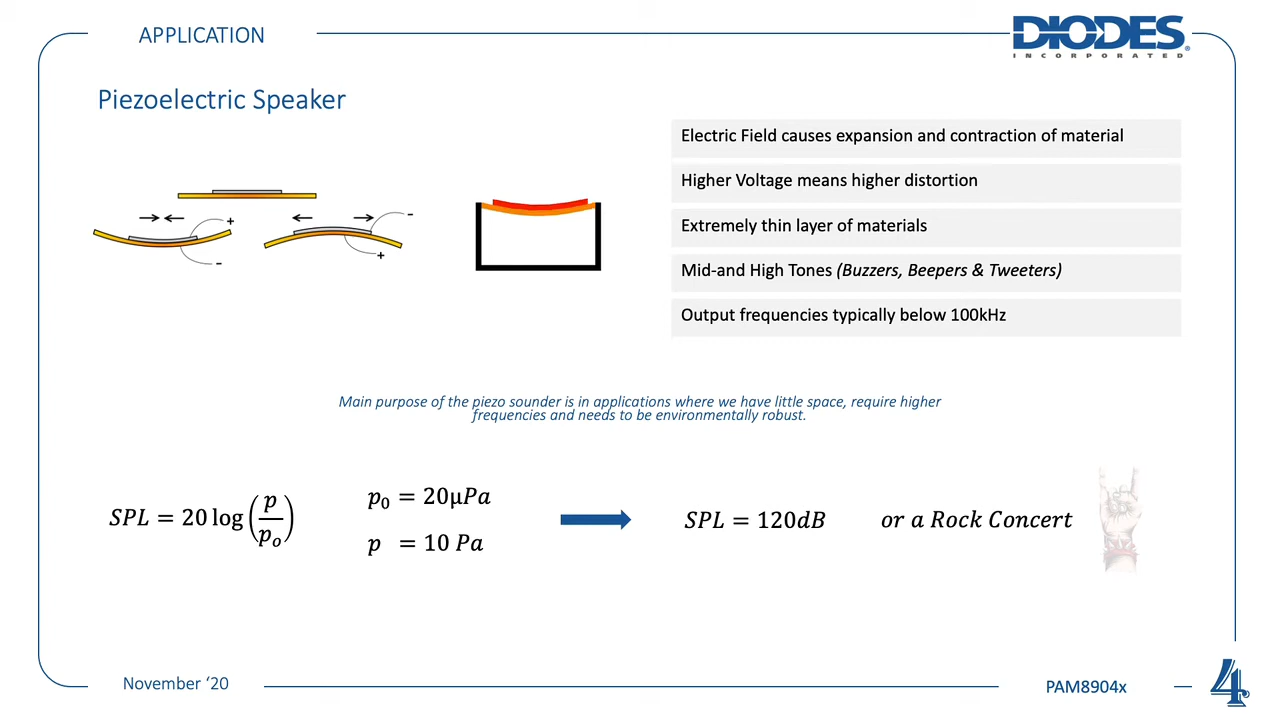 APPLICATION
DIODES
INCORPORATED
Piezoelectric Speaker
+
-
-
+
Electric Field causes expansion and contraction of material
Higher Voltage means higher distortion
Extremely thin layer of materials
Mid-and High Tones (Buzzers, Beepers & Tweeters)
Output frequencies typically below 100kHz
Main purpose of the piezo sounder is in applications where we have little space, require higher
frequencies and needs to be environmentally robust.
SPL = 20 log(p/pₒ)
p₀ = 20µPa
p = 10 Pa
SPL = 120dB
or a Rock Concert
November ‘20
PAM8904x
4